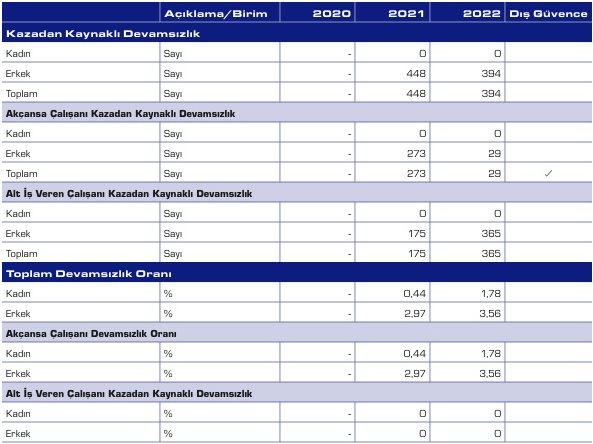 Açıklama/Birim 2020 2021 2022 Dış Güvence
Kazadan Kaynaklı Devamsızlık
Kadın Sayı - 0 0
Erkek Sayı - 448 394
Toplam Sayı - 448 394
Akçansa Çalışanı Kazadan Kaynaklı Devamsızlık
Kadın Sayı - 0 0
Erkek Sayı - 273 29
Toplam Sayı - 273 29 ✓
Alt İş Veren Çalışanı Kazadan Kaynaklı Devamsızlık
Kadın Sayı - 0 0
Erkek Sayı - 175 365
Toplam Sayı - 175 365
Toplam Devamsızlık Oranı
Kadın % - 0,44 1,78
Erkek % - 2,97 3,56
Akçansa Çalışanı Devamsızlık Oranı
Kadın % - 0,44 1,78
Erkek % - 2,97 3,56
Alt İş Veren Çalışanı Kazadan Kaynaklı Devamsızlık
Kadın % - 0 0
Erkek % - 0 0